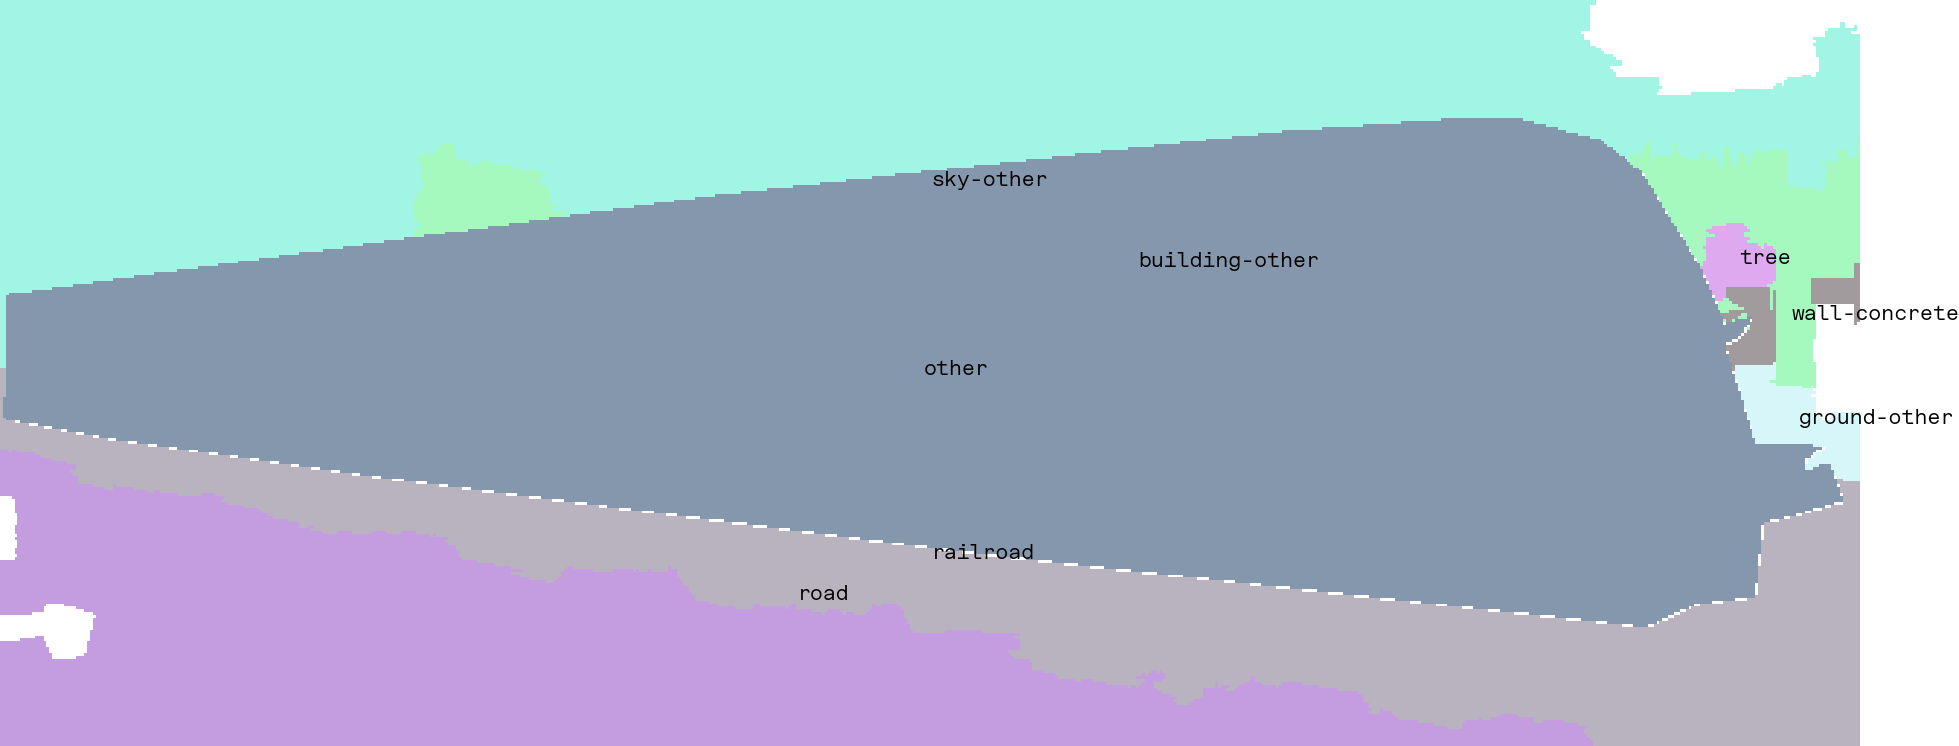 sky-other
building-other
tree
wall-concrete
other
ground-other
railroad
road